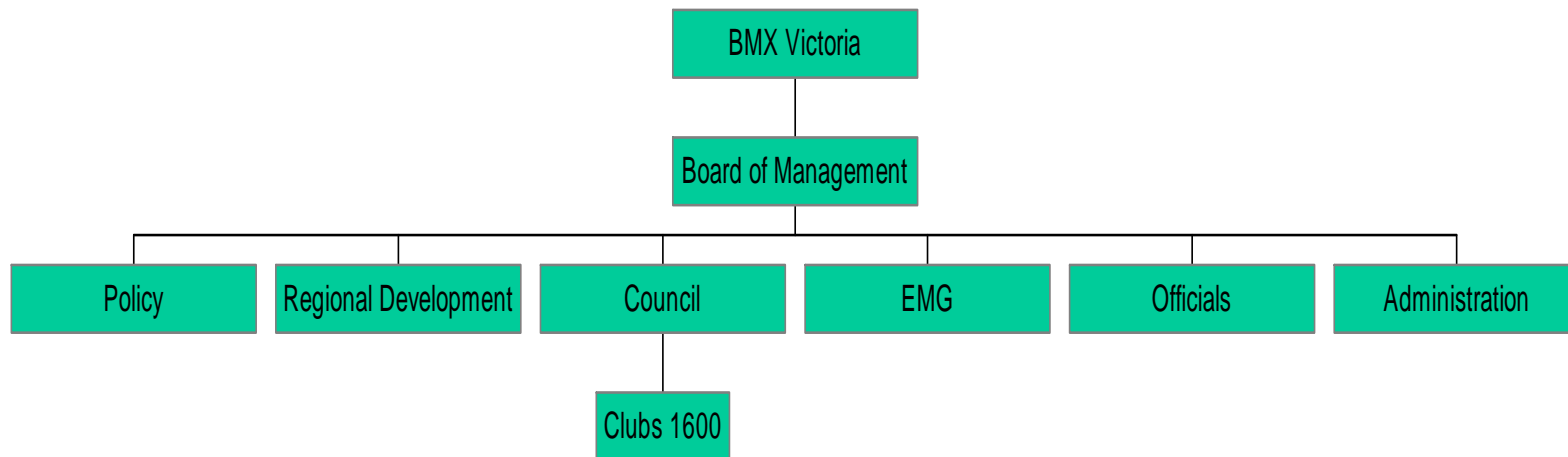 BMX Victoria
Board of Management
Policy
Regional Development
Council
EMG
Officials
Administration
Clubs 1600